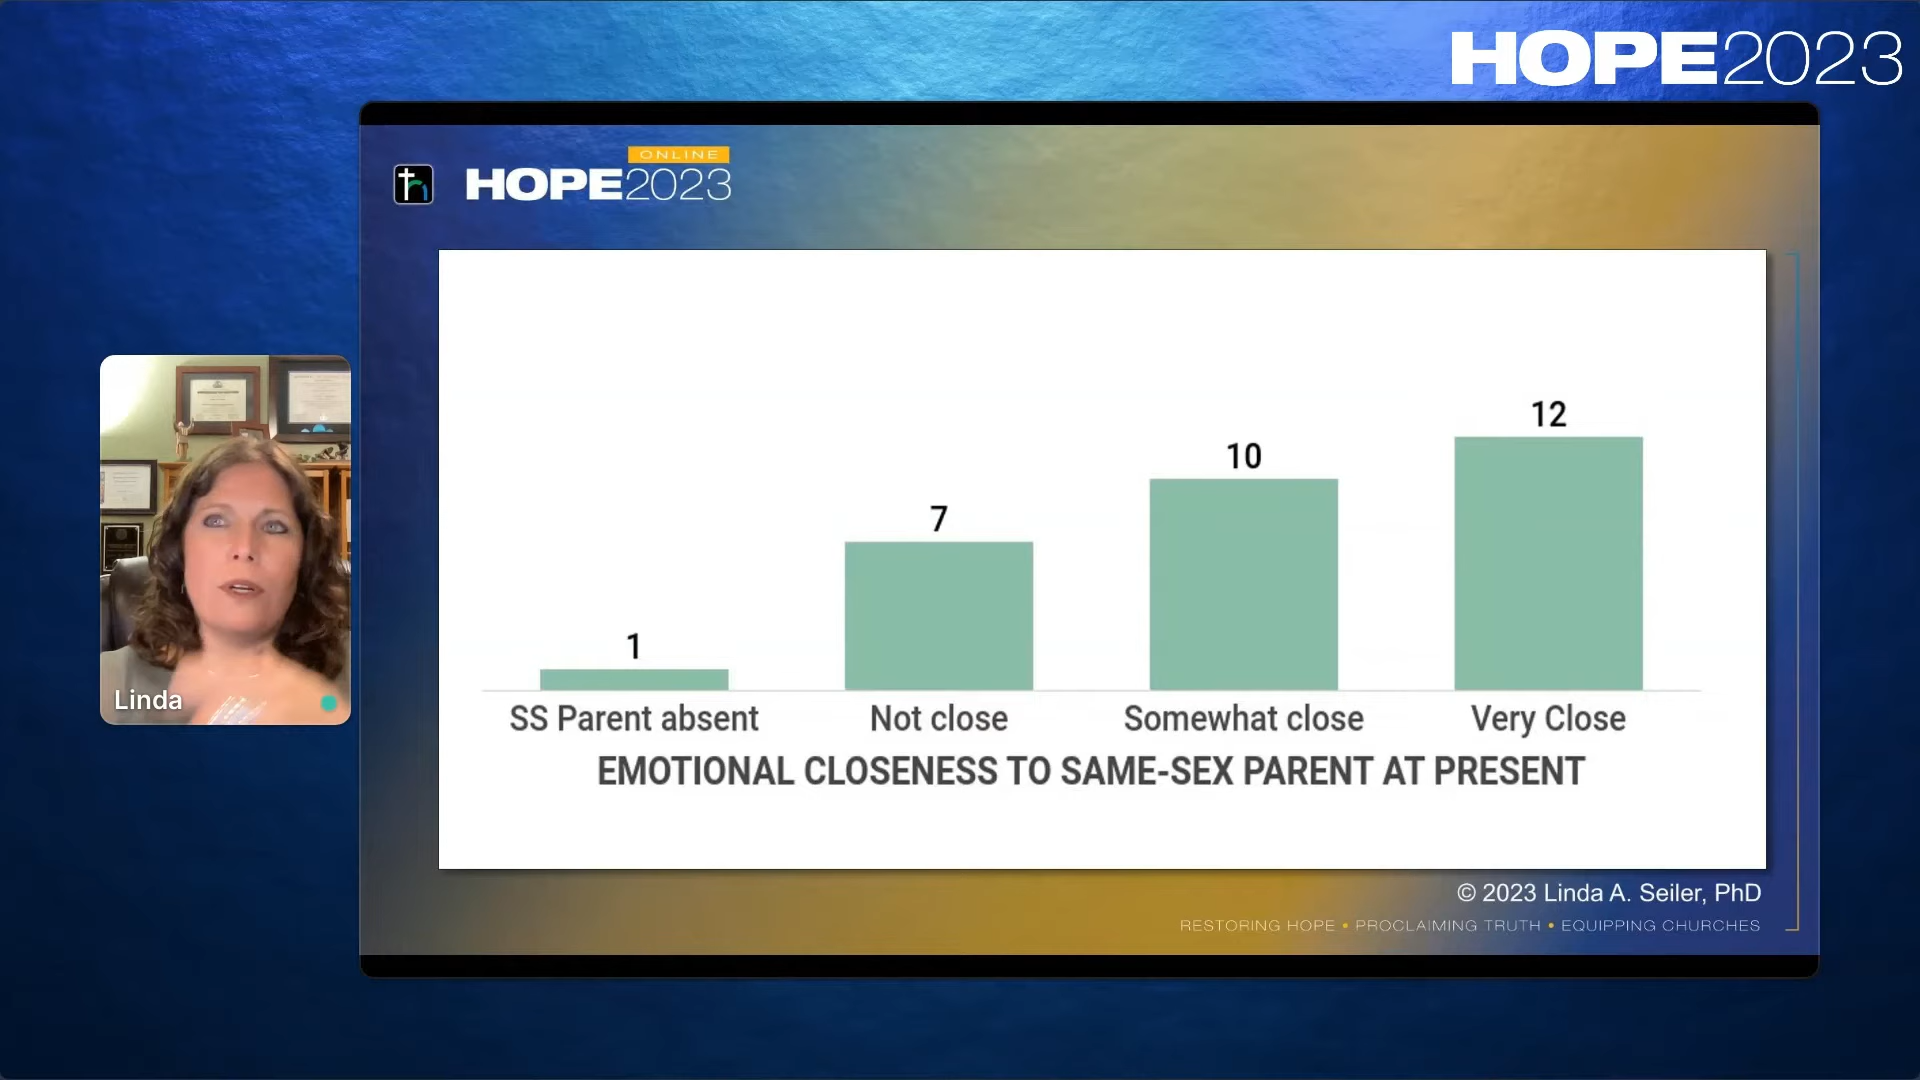 HOPE2023
ONLINE
HOPE2023
1
7
10
12
SS Parent absent
Not close
Somewhat close
Very Close
EMOTIONAL CLOSENESS TO SAME-SEX PARENT AT PRESENT
Linda
© 2023 Linda A. Seiler, PhD
RESTORING HOPE • PROCLAIMING TRUTH • EQUIPPING CHURCHES